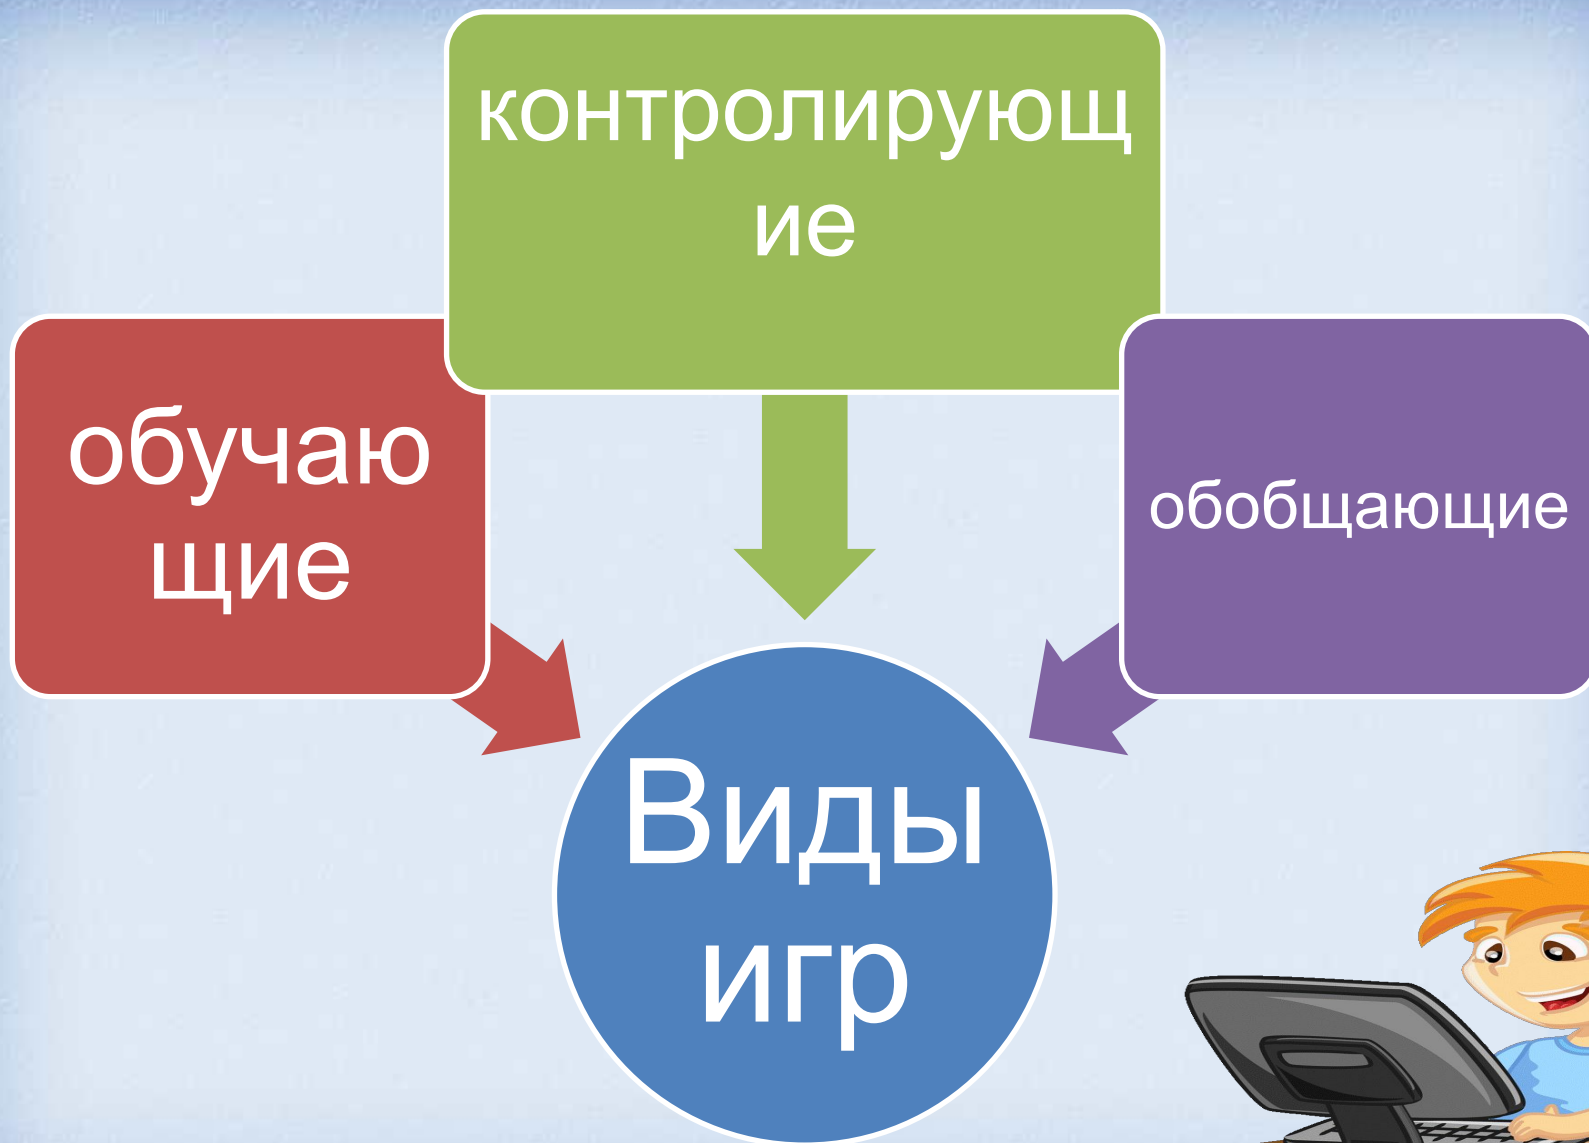 контролирующ
ие
обучаю
щие
обобщающие
Виды
игр